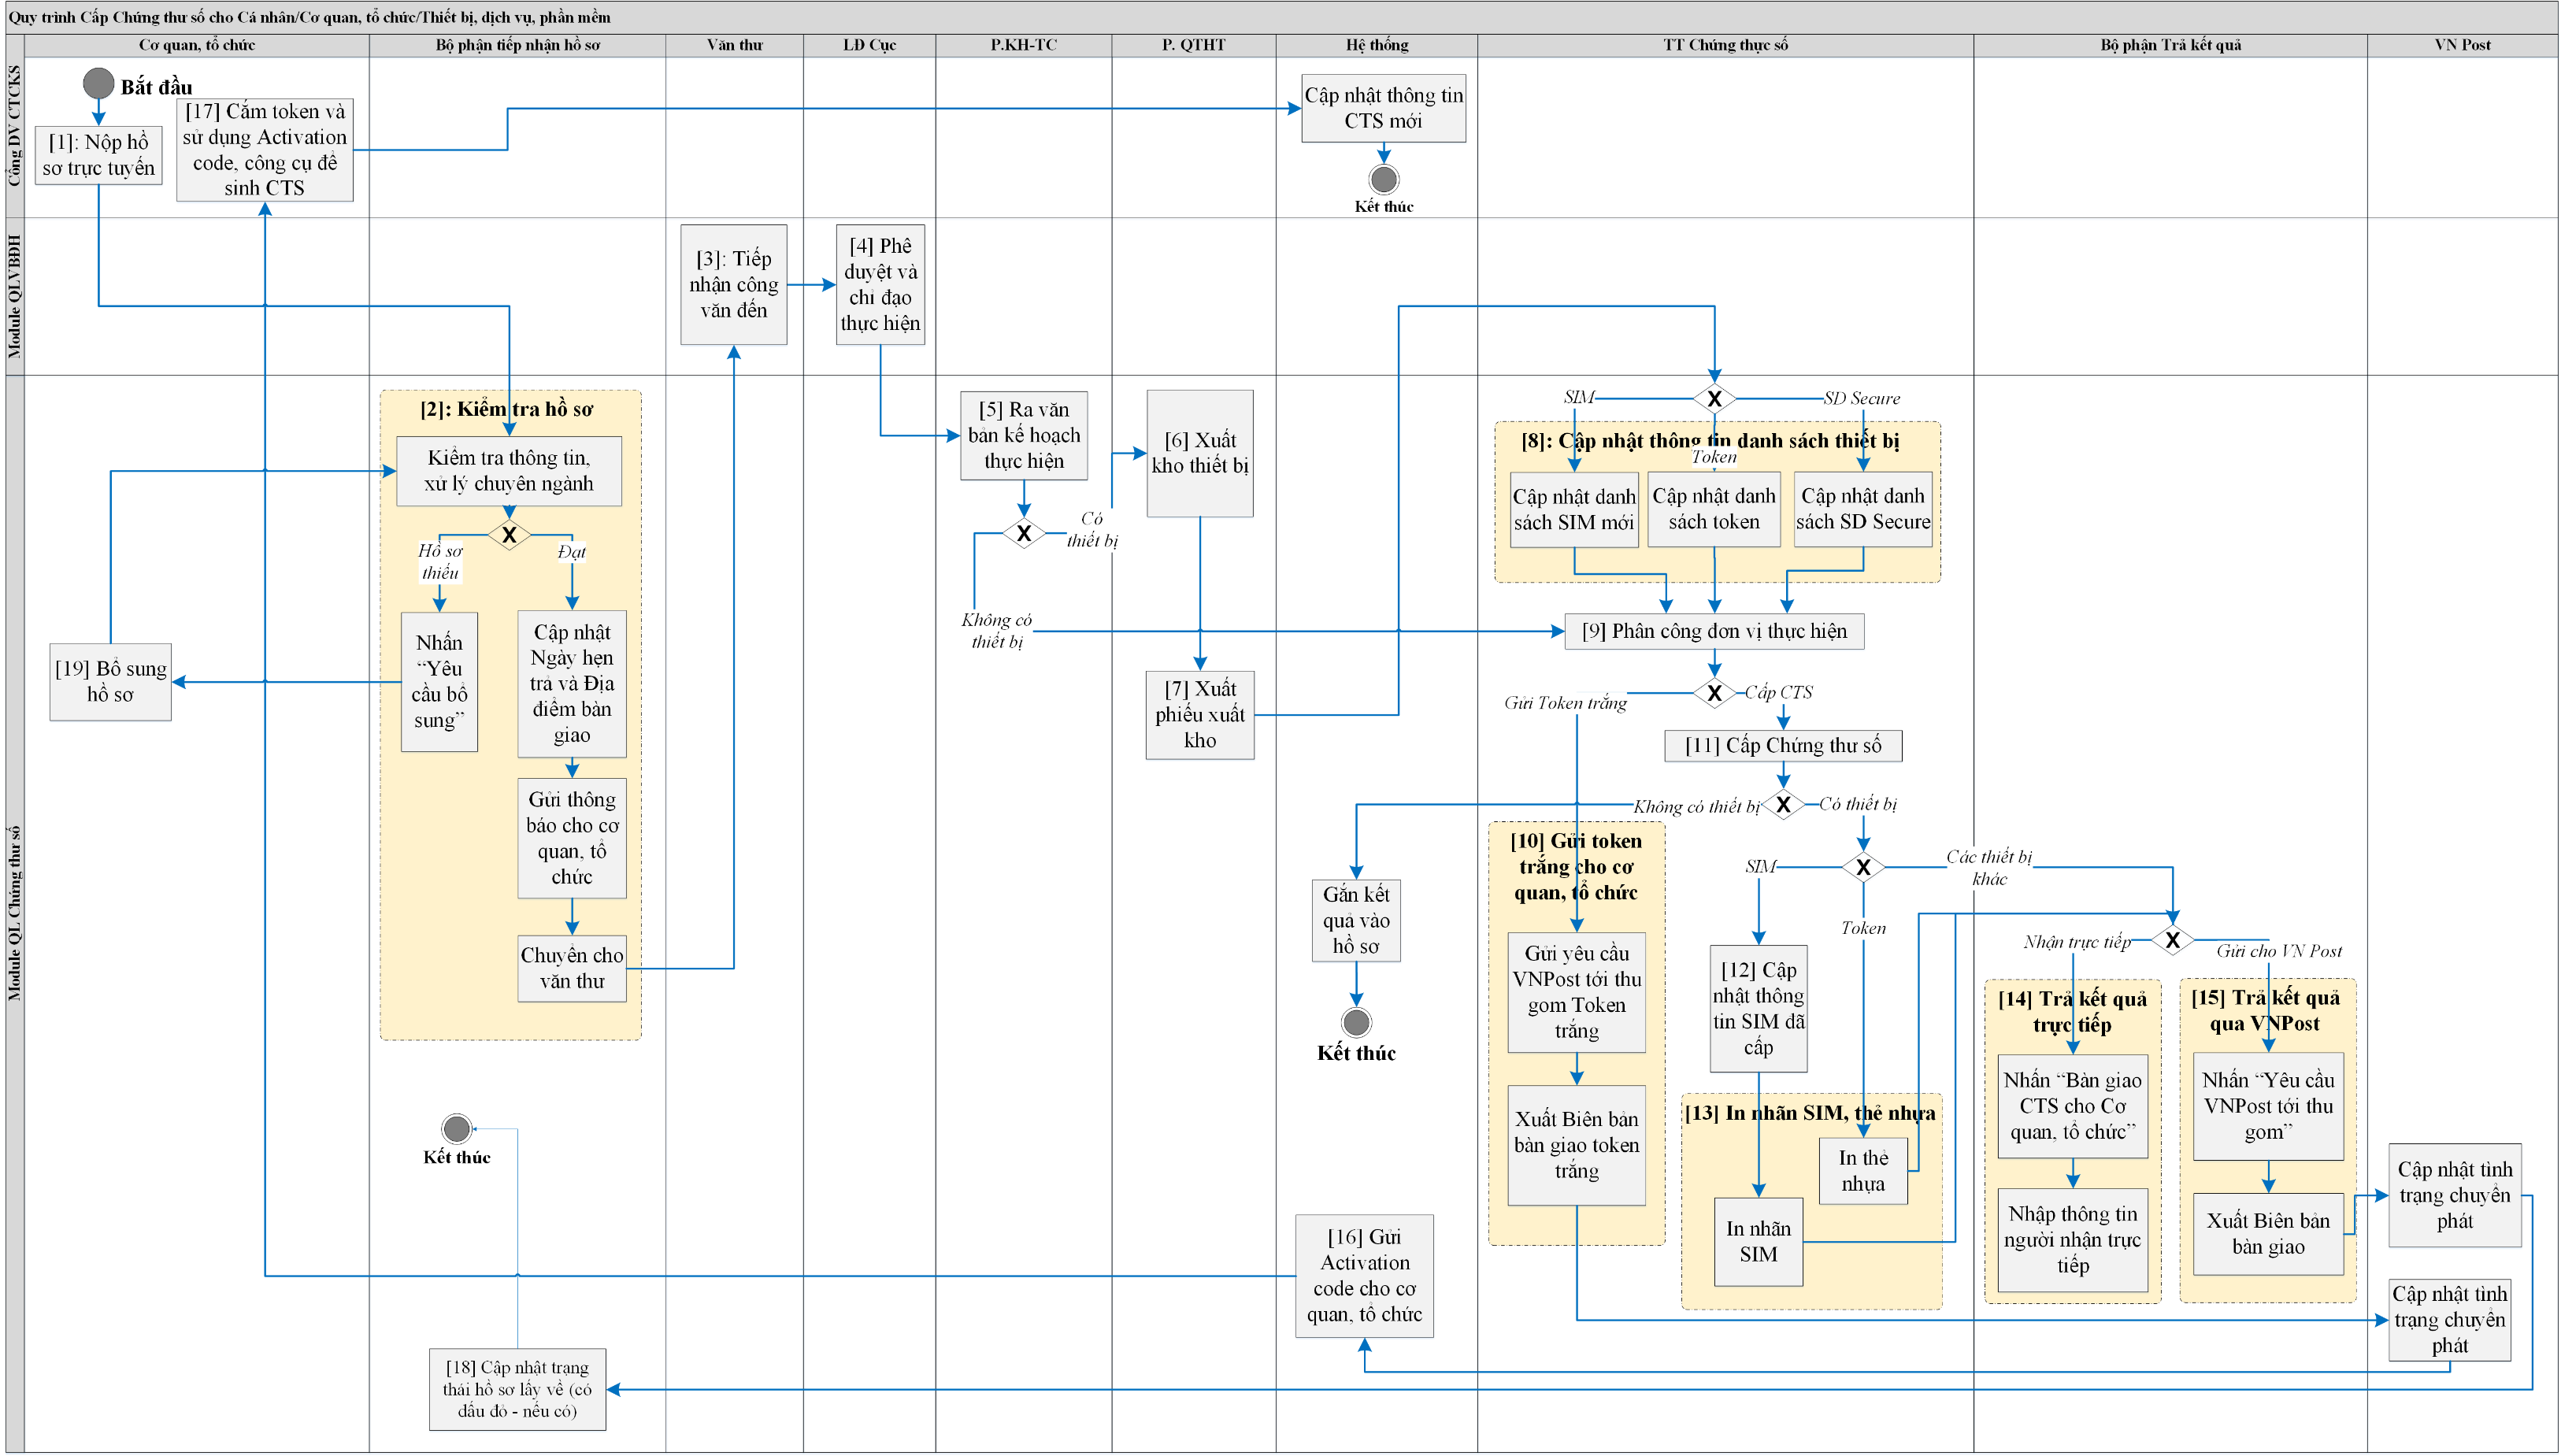 Quy trình Cấp Chứng thư số cho Cá nhân/Cơ quan, tổ chức/Thiết bị, dịch vụ, phần mềm
Cơ quan, tổ chức
Bộ phận tiếp nhận hồ sơ
Văn thư
LĐ Cục
P.KH-TC
P. QTHT
Hệ thống
TT Chứng thực số
Bộ phận Trả kết quả
VN Post
Cổng DV CTCKS
Bắt đầu
[1]: Nộp hồ
sơ trực tuyến
[17] Cắm token và
sử dụng Activation
code, công cụ để
sinh CTS
Cập nhật thông tin
CTS mới
Kết thúc
Module QLVBĐH
[3]: Tiếp
nhận công
văn đến
[4] Phê
duyệt và
chỉ đạo
thực hiện
Module QL Chứng thư số
[2]: Kiểm tra hồ sơ
Kiểm tra thông tin,
xử lý chuyên ngành
X
Hồ sơ
thiếu
Đạt
Nhấn
“Yêu
cầu bổ
sung”
Cập nhật
Ngày hẹn
trả và Địa
điểm bàn
giao
Gửi thông
báo cho cơ
quan, tổ
chức
Chuyển cho
văn thư
[19] Bổ sung
hồ sơ
Kết thúc
[18] Cập nhật trạng
thái hồ sơ lấy về (có
dấu đỏ - nếu có)
[5] Ra văn
bản kế hoạch
thực hiện
X
Có
thiết bị
Không có
thiết bị
[6] Xuất
kho thiết bị
[7] Xuất
phiếu xuất
kho
X
SIM
SD Secure
[8]: Cập nhật thông tin danh sách thiết bị
Token
Cập nhật danh
sách SIM mới
Cập nhật danh
sách token
Cập nhật danh
sách SD Secure
[9] Phân công đơn vị thực hiện
X
Gửi Token trắng
Cấp CTS
[11] Cấp Chứng thư số
Không có thiết bị
X
Có thiết bị
Gắn kết
quả vào
hồ sơ
Kết thúc
[10] Gửi token
trắng cho cơ
quan, tổ chức
Gửi yêu cầu
VNPost tới thu
gom Token
trắng
Xuất Biên bản
bàn giao token
trắng
SIM
X
Các thiết bị
khác
Token
[12] Cập
nhật thông
tin SIM đã
cấp
[13] In nhãn SIM, thẻ nhựa
In thẻ
nhựa
In nhãn
SIM
[16] Gửi
Activation
code cho cơ
quan, tổ chức
Nhận trực tiếp
X
Gửi cho VN Post
[14] Trả kết quả
trực tiếp
Nhấn “Bàn giao
CTS cho Cơ
quan, tổ chức”
Nhập thông tin
người nhận trực
tiếp
[15] Trả kết quả
qua VNPost
Nhấn “Yêu cầu
VNPost tới thu
gom”
Xuất Biên bản
bàn giao
Cập nhật tình
trạng chuyển
phát
Cập nhật tình
trạng chuyển
phát